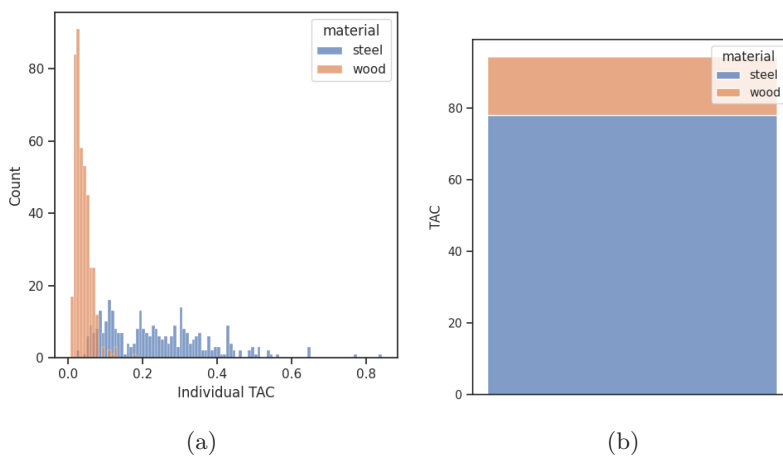 material
steel
wood
80
60
40
20
0
Count
0.0 0.2 0.4 0.6 0.8
Individual TAC
(a)
material
steel
wood
80
60
40
20
0
TAC
(b)